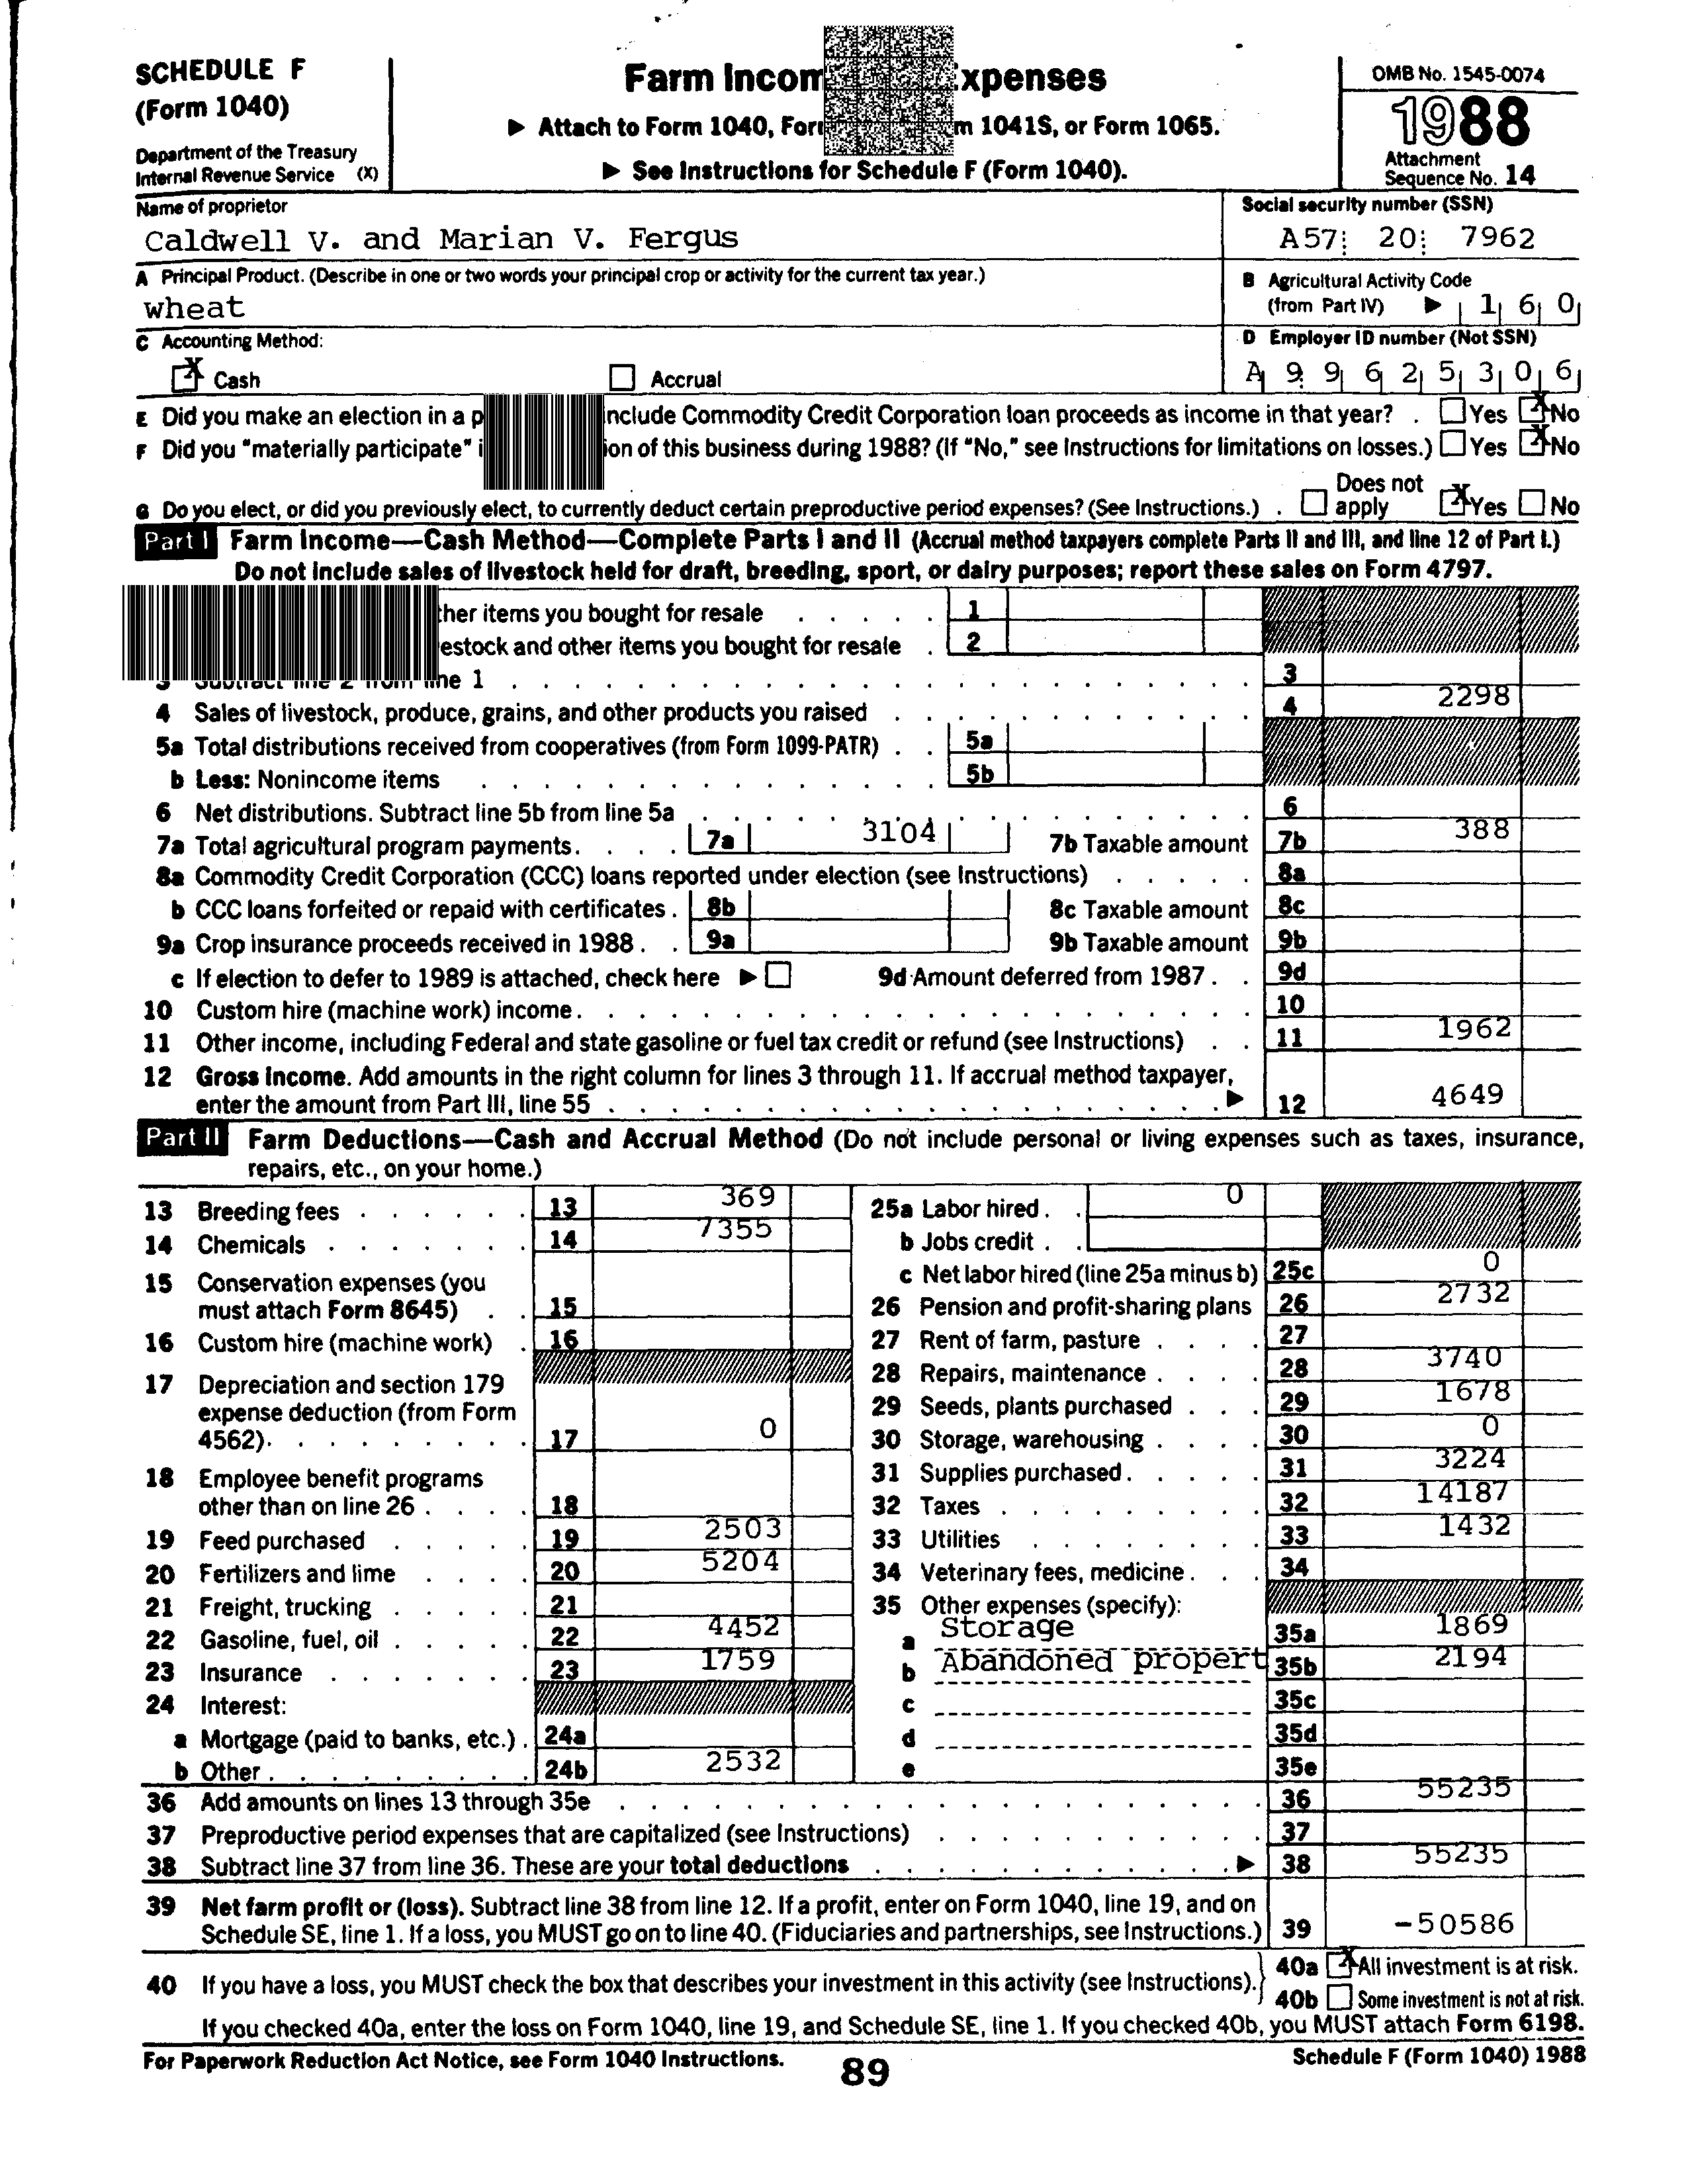 SCHEDULE F
(Form 1040)
Department of the Treasury
Internal Revenue Service (X)
Farm Incom xpenses
▶ Attach to Form 1040, For m 1041S, or Form 1065.
▶ See Instructions for Schedule F (Form 1040).
OMB No. 1545-0074
1988
Attachment
Sequence No. 14
Name of proprietor
Caldwell V. and Marian V. Fergus
Social security number (SSN)
A57 20 7962
A Principal Product. (Describe in one or two words your principal crop or activity for the current tax year.)
wheat
B Agricultural Activity Code
(from Part IV) ▶ 1 6 0
C Accounting Method:
X Cash Accrual
D Employer ID number (Not SSN)
A 9 9 6 2 5 3 0 6
E Did you make an election in a p include Commodity Credit Corporation loan proceeds as income in that year? . Yes X No
F Did you "materially participate" i ion of this business during 1988? (If "No," see Instructions for limitations on losses.) Yes X No
G Do you elect, or did you previously elect, to currently deduct certain preproductive period expenses? (See Instructions.) . Does not apply X Yes No
Part I Farm Income—Cash Method—Complete Parts I and II (Accrual method taxpayers complete Parts II and III, and line 12 of Part I.)
Do not include sales of livestock held for draft, breeding, sport, or dairy purposes; report these sales on Form 4797.
ther items you bought for resale . . . . . 1
estock and other items you bought for resale . 2
3 Subtract line 2 from line 1 . . . . . 3
4 Sales of livestock, produce, grains, and other products you raised . . . . . 4 2298
5a Total distributions received from cooperatives (from Form 1099-PATR) . . 5a
b Less: Nonincome items . . . . . 5b
6 Net distributions. Subtract line 5b from line 5a . . . . . 6
7a Total agricultural program payments. . . . . 7a 3104 7b Taxable amount 7b 388
8a Commodity Credit Corporation (CCC) loans reported under election (see Instructions) . . . . . 8a
b CCC loans forfeited or repaid with certificates . 8b 8c Taxable amount 8c
9a Crop insurance proceeds received in 1988 . . 9a 9b Taxable amount 9b
c If election to defer to 1989 is attached, check here ▶ 9d Amount deferred from 1987 . . 9d
10 Custom hire (machine work) income. . . . . 10
11 Other income, including Federal and state gasoline or fuel tax credit or refund (see Instructions) . . 11 1962
12 Gross Income. Add amounts in the right column for lines 3 through 11. If accrual method taxpayer,
enter the amount from Part III, line 55 . . . . . ▶ 12 4649
Part II Farm Deductions—Cash and Accrual Method (Do not include personal or living expenses such as taxes, insurance,
repairs, etc., on your home.)
13 Breeding fees . . . . . . 13 369
14 Chemicals . . . . . . . 14 7355
15 Conservation expenses (you
must attach Form 8645) . . 15
16 Custom hire (machine work) . 16
17 Depreciation and section 179
expense deduction (from Form
4562). . . . . . . . . 17 0
18 Employee benefit programs
other than on line 26 . . . . 18
19 Feed purchased . . . . . 19 2503
20 Fertilizers and lime . . . . 20 5204
21 Freight, trucking . . . . . 21
22 Gasoline, fuel, oil . . . . . 22 4452
23 Insurance . . . . . . . 23 1759
24 Interest:
a Mortgage (paid to banks, etc.) . 24a
b Other . . . . . . . . . 24b 2532
25a Labor hired . . 0
b Jobs credit . .
c Net labor hired (line 25a minus b) 25c 0
26 Pension and profit-sharing plans 26 2732
27 Rent of farm, pasture . . . . 27
28 Repairs, maintenance . . . . 28 3740
29 Seeds, plants purchased . . . 29 1678
30 Storage, warehousing . . . . 30 0
31 Supplies purchased . . . . . 31 3224
32 Taxes . . . . . . . . . 32 14187
33 Utilities . . . . . . . . 33 1432
34 Veterinary fees, medicine . . . 34
35 Other expenses (specify):
a Storage 35a 1869
b Abandoned propert 35b 2194
c 35c
d 35d
e 35e
36 Add amounts on lines 13 through 35e . . . . . 36 55235
37 Preproductive period expenses that are capitalized (see Instructions) . . . . . 37
38 Subtract line 37 from line 36. These are your total deductions . . . . . ▶ 38 55235
39 Net farm profit or (loss). Subtract line 38 from line 12. If a profit, enter on Form 1040, line 19, and on
Schedule SE, line 1. If a loss, you MUST go on to line 40. (Fiduciaries and partnerships, see Instructions.) 39 -50586
40 If you have a loss, you MUST check the box that describes your investment in this activity (see Instructions).
40a X All investment is at risk.
40b Some investment is not at risk.
If you checked 40a, enter the loss on Form 1040, line 19, and Schedule SE, line 1. If you checked 40b, you MUST attach Form 6198.
For Paperwork Reduction Act Notice, see Form 1040 Instructions.
89
Schedule F (Form 1040) 1988